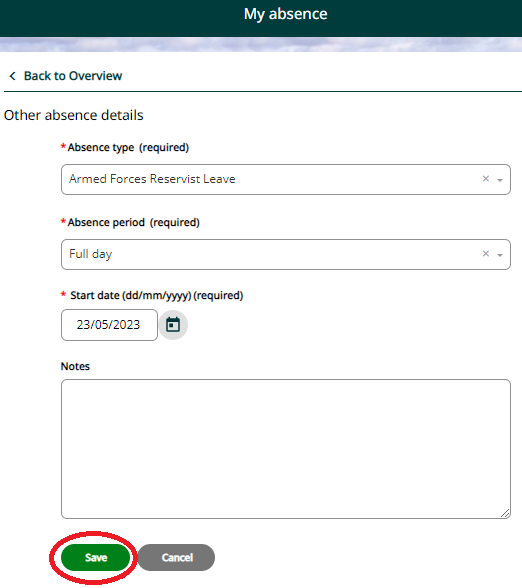 My absence
Back to Overview
Other absence details
*Absence type (required)
Armed Forces Reservist Leave
*Absence period (required)
Full day
* Start date (dd/mm/yyyy) (required)
23/05/2023
Notes
Save Cancel